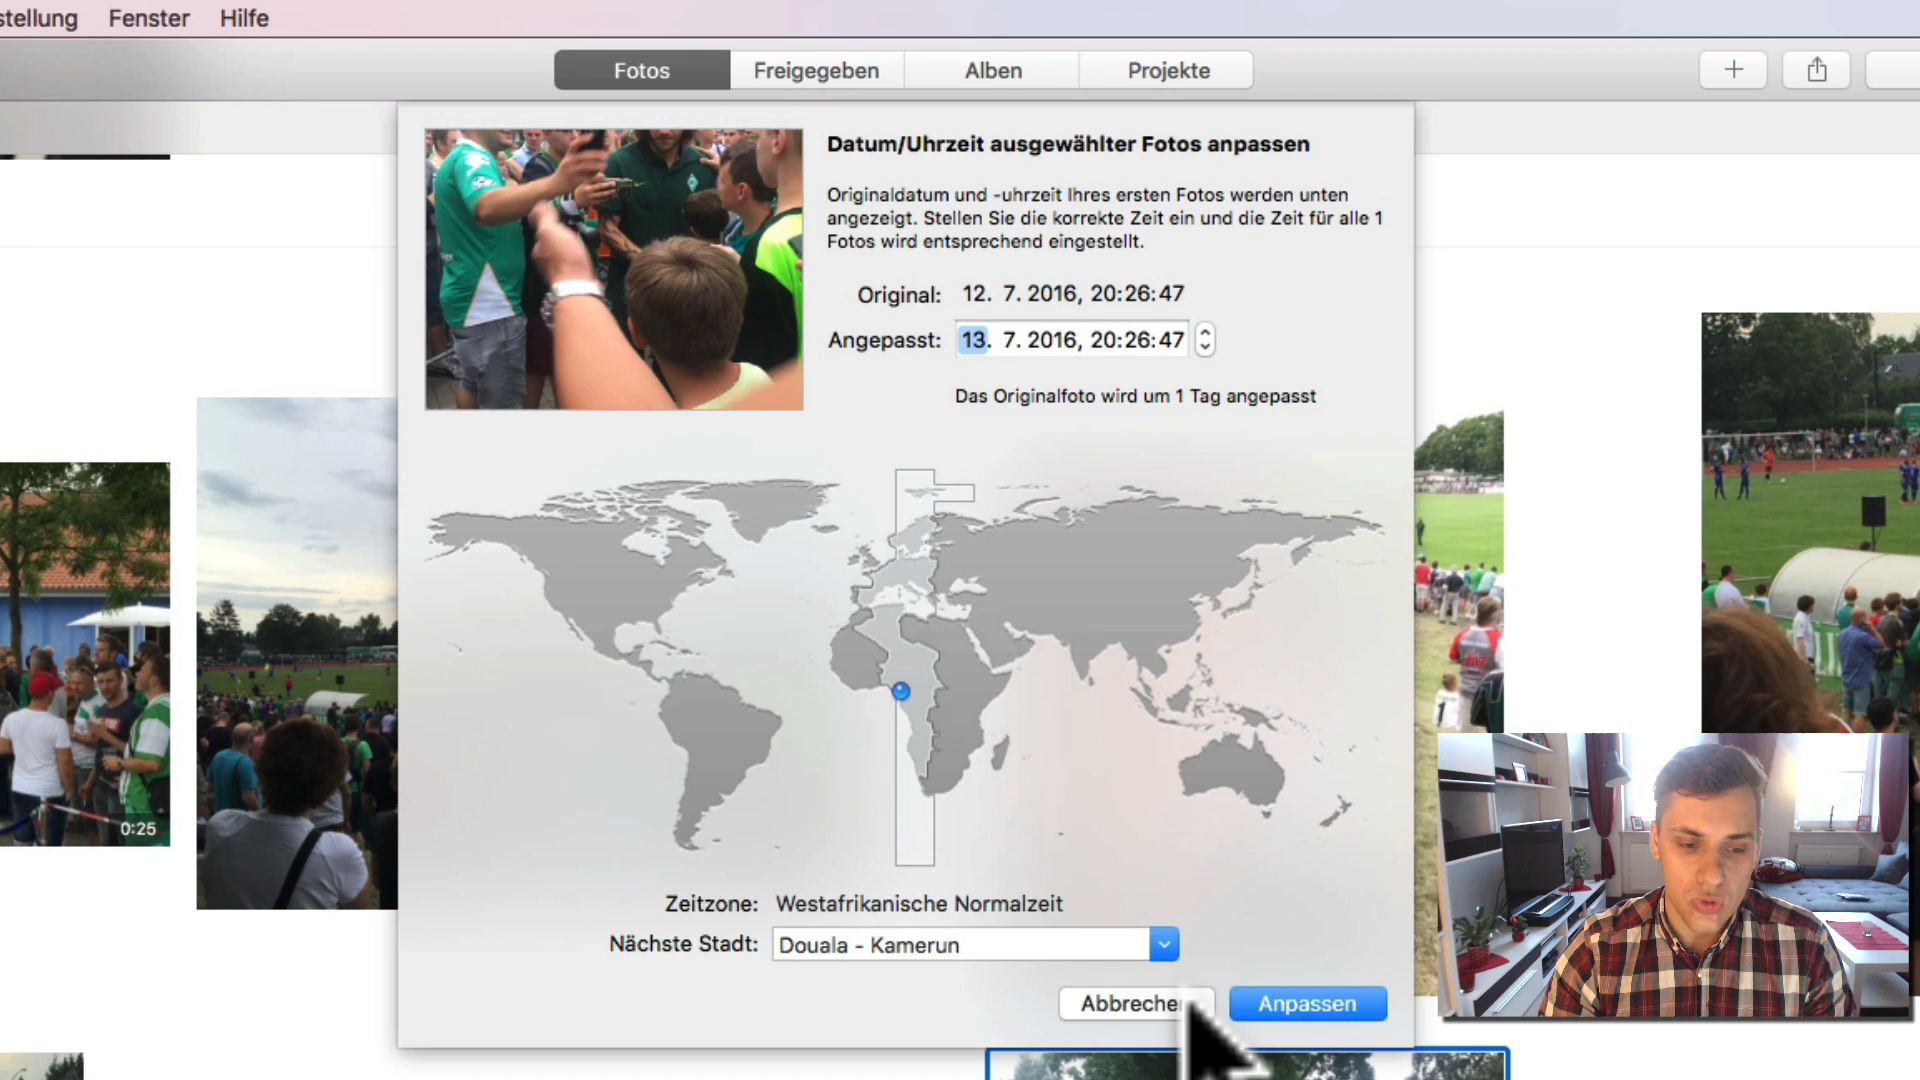 stellung Fenster Hilfe
Fotos Freigegeben Alben Projekte
Datum/Uhrzeit ausgewählter Fotos anpassen
Originaldatum und -uhrzeit Ihres ersten Fotos werden unten
angezeigt. Stellen Sie die korrekte Zeit ein und die Zeit für alle 1
Fotos wird entsprechend eingestellt.
Original: 12. 7. 2016, 20:26:47
Angepasst: 13. 7. 2016, 20:26:47
Das Originalfoto wird um 1 Tag angepasst
0:25
Zeitzone: Westafrikanische Normalzeit
Nächste Stadt: Douala - Kamerun
Abbrechen Anpassen